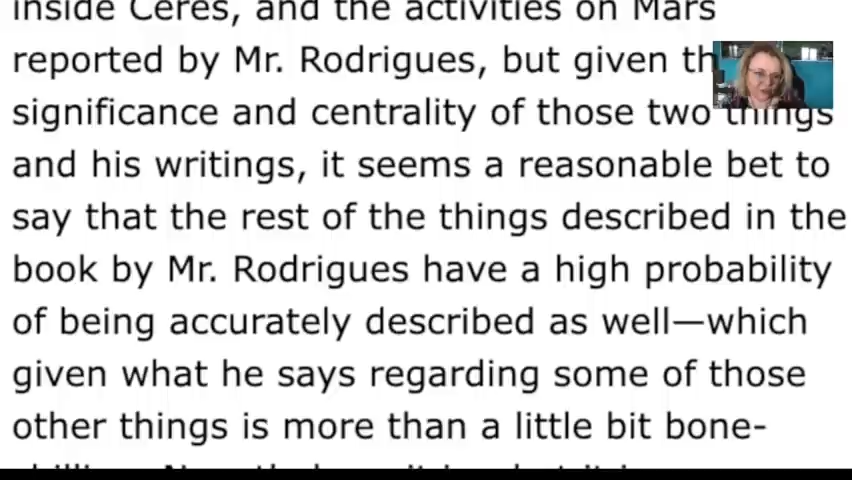 inside Ceres, and the activities on Mars
reported by Mr. Rodrigues, but given
significance and centrality of those two things
and his writings, it seems a reasonable bet to
say that the rest of the things described in the
book by Mr. Rodrigues have a high probability
of being accurately described as well—which
given what he says regarding some of those
other things is more than a little bit bone-